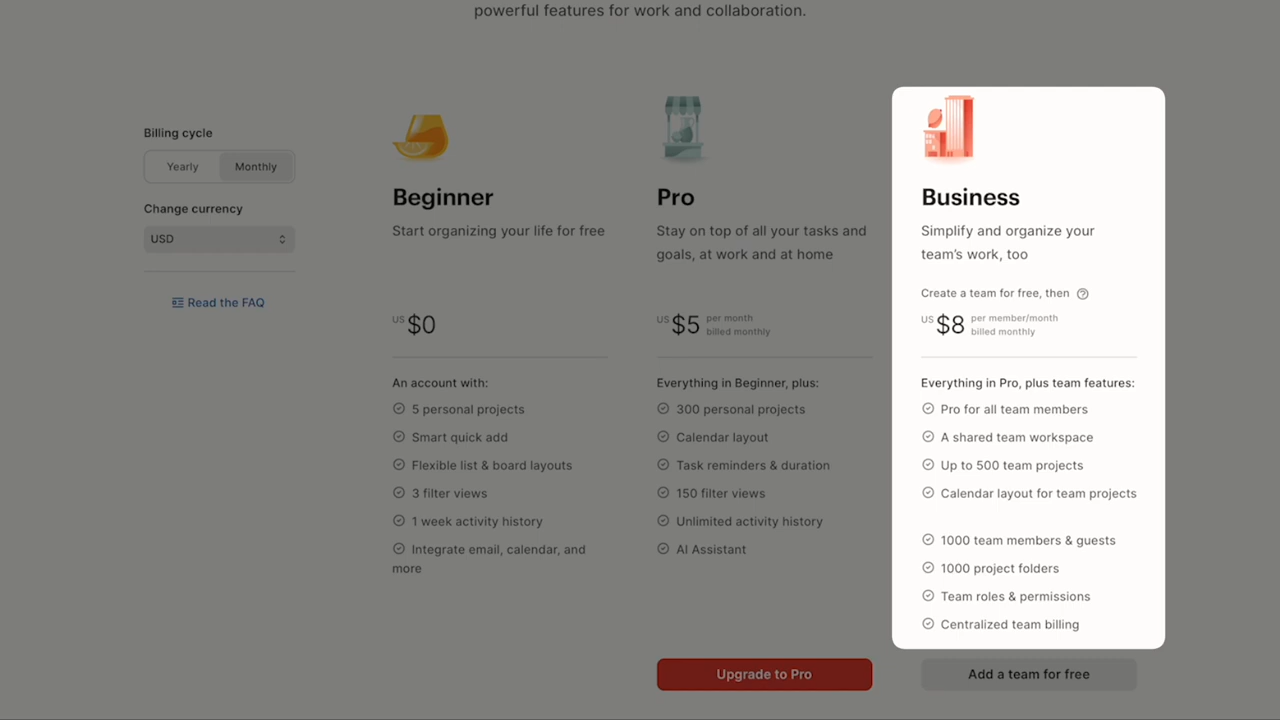 powerful features for work and collaboration.
Billing cycle
Yearly
Monthly
Change currency
USD
Read the FAQ
Beginner
Start organizing your life for free
US $0
An account with:
5 personal projects
Smart quick add
Flexible list & board layouts
3 filter views
1 week activity history
Integrate email, calendar, and
more
Pro
Stay on top of all your tasks and
goals, at work and at home
US $5 per month
billed monthly
Everything in Beginner, plus:
300 personal projects
Calendar layout
Task reminders & duration
150 filter views
Unlimited activity history
AI Assistant
Upgrade to Pro
Business
Simplify and organize your
team's work, too
Create a team for free, then
US $8 per member/month
billed monthly
Everything in Pro, plus team features:
Pro for all team members
A shared team workspace
Up to 500 team projects
Calendar layout for team projects
1000 team members & guests
1000 project folders
Team roles & permissions
Centralized team billing
Add a team for free